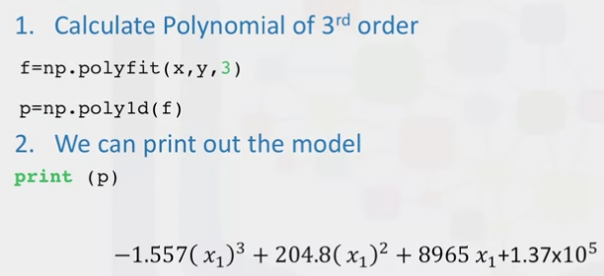 1. Calculate Polynomial of 3rd order
f=np.polyfit(x,y,3)
p=np.poly1d(f)
2. We can print out the model
print (p)
−1.557( x₁)³ + 204.8( x₁)² + 8965 x₁+1.37x10⁵